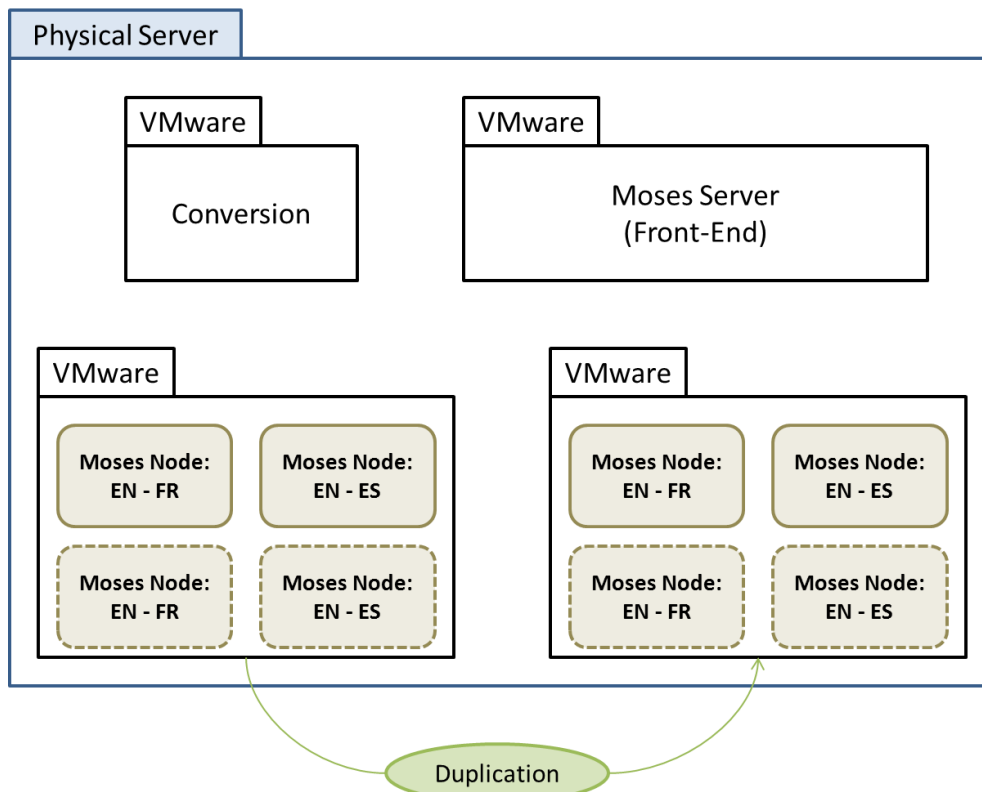 Physical Server
VMware
Conversion
VMware
Moses Server
(Front-End)
VMware
Moses Node:
EN - FR
Moses Node:
EN - ES
Moses Node:
EN - FR
Moses Node:
EN - ES
VMware
Moses Node:
EN - FR
Moses Node:
EN - ES
Moses Node:
EN - FR
Moses Node:
EN - ES
Duplication